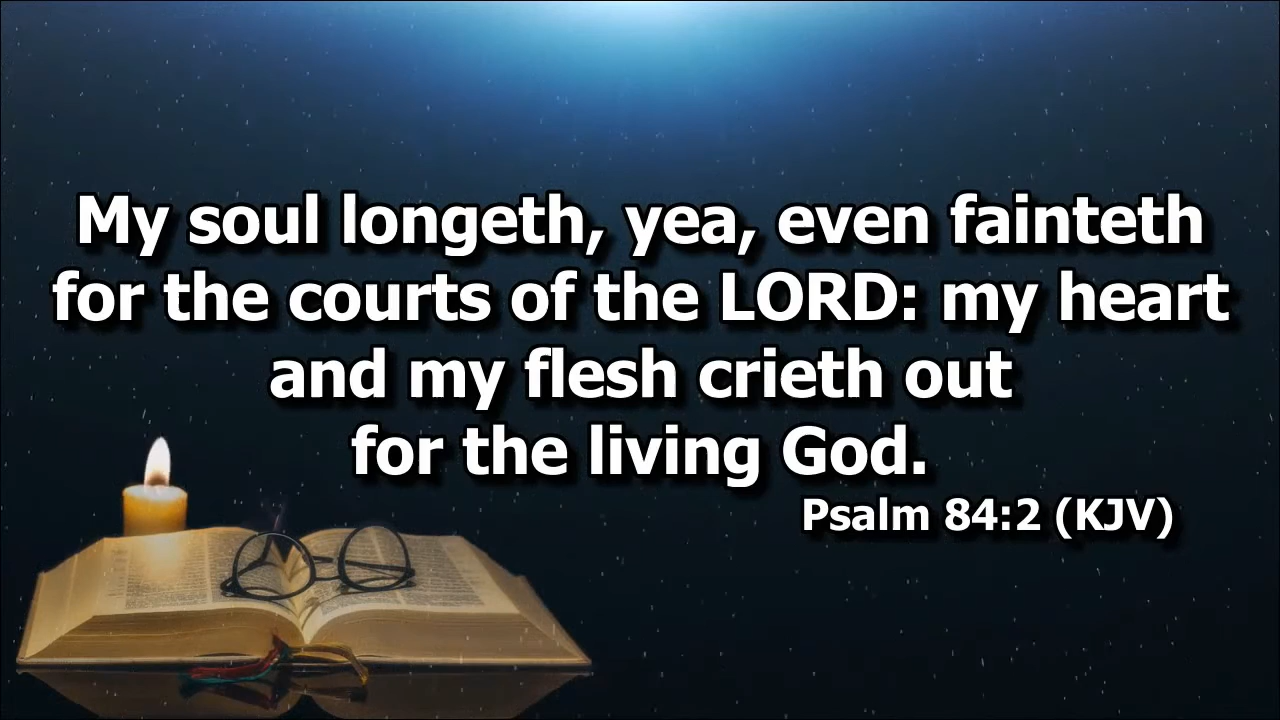 My soul longeth, yea, even fainteth
for the courts of the LORD: my heart
and my flesh crieth out
for the living God.
Psalm 84:2 (KJV)